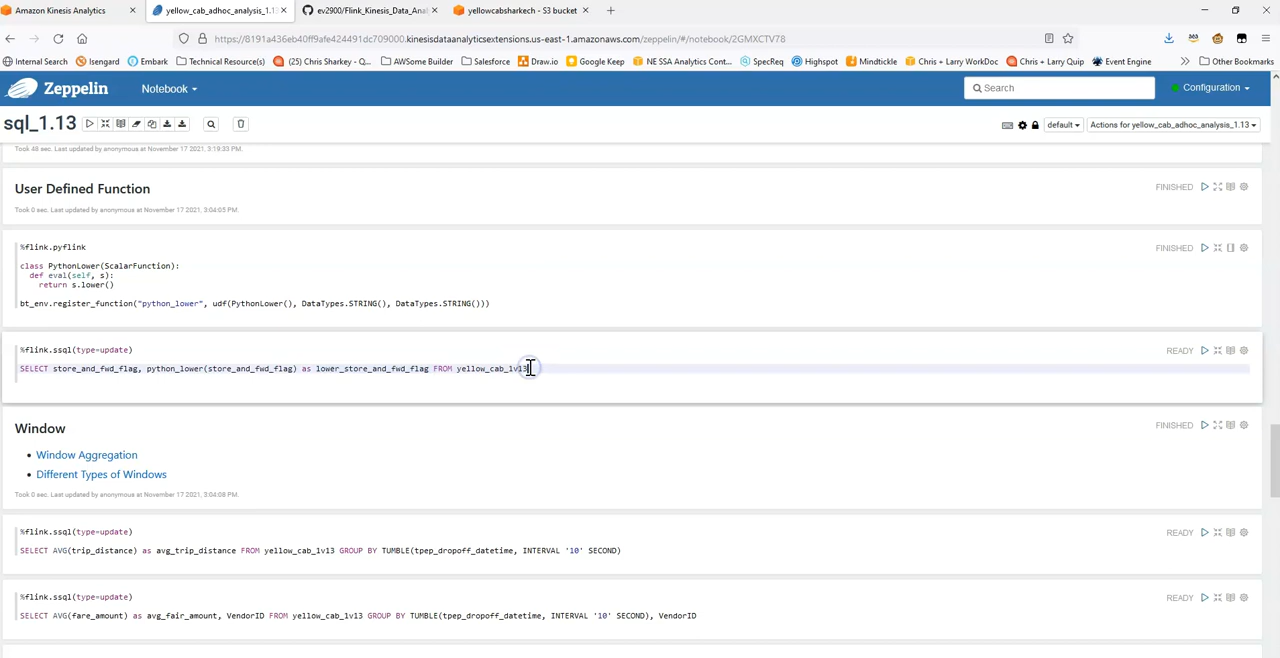 Amazon Kinesis Analytics
yellow_cab_adhoc_analysis_1.1
ev2900/Flink_Kinesis_Data_Ana
yellowcabsharkech - S3 bucket
https://8191a436eb40ff9afe424491dc709000.kinesisdataanalyticsextensions.us-east-1.amazonaws.com/zeppelin/#/notebook/2GMXCTV78
Internal Search
Isengard
Embark
Technical Resource(s)
(25) Chris Sharkey - Q...
AWSome Builder
Salesforce
Draw.io
Google Keep
NE SSA Analytics Cont...
SpecReq
Highspot
Mindtickle
Chris + Larry WorkDoc
Chris + Larry Quip
Event Engine
Other Bookmarks
Zeppelin
Notebook
Search
Configuration
sql_1.13
default
Actions for yellow_cab_adhoc_analysis_1.13
Took 48 sec. Last updated by anonymous at November 17 2021, 3:19:33 PM.
User Defined Function
FINISHED
Took 0 sec. Last updated by anonymous at November 17 2021, 3:04:05 PM.
%flink.pyflink
FINISHED
class PythonLower(ScalarFunction):
def eval(self, s):
return s.lower()
bt_env.register_function("python_lower", udf(PythonLower(), DataTypes.STRING(), DataTypes.STRING()))
%flink.ssql(type=update)
READY
SELECT store_and_fwd_flag, python_lower(store_and_fwd_flag) as lower_store_and_fwd_flag FROM yellow_cab_1v13
Window
FINISHED
Window Aggregation
Different Types of Windows
Took 0 sec. Last updated by anonymous at November 17 2021, 3:04:08 PM.
%flink.ssql(type=update)
READY
SELECT AVG(trip_distance) as avg_trip_distance FROM yellow_cab_1v13 GROUP BY TUMBLE(tpep_dropoff_datetime, INTERVAL '10' SECOND)
%flink.ssql(type=update)
READY
SELECT AVG(fare_amount) as avg_fair_amount, VendorID FROM yellow_cab_1v13 GROUP BY TUMBLE(tpep_dropoff_datetime, INTERVAL '10' SECOND), VendorID